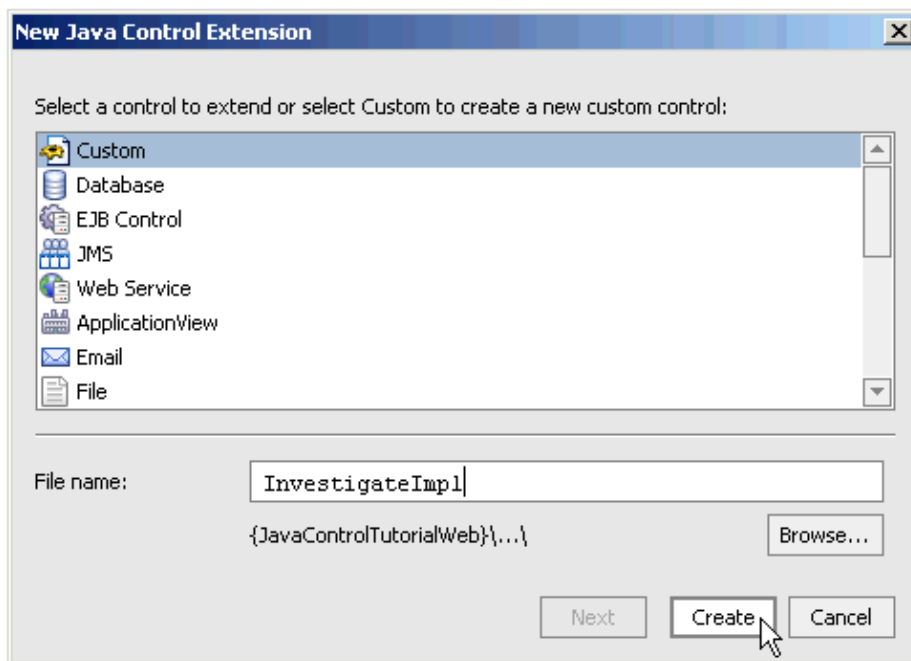 New Java Control Extension
Select a control to extend or select Custom to create a new custom control:
Custom
Database
EJB Control
JMS
Web Service
ApplicationView
Email
File
File name:
InvestigateImpl
{JavaControlTutorialWeb}\...\
Browse...
Next
Create
Cancel